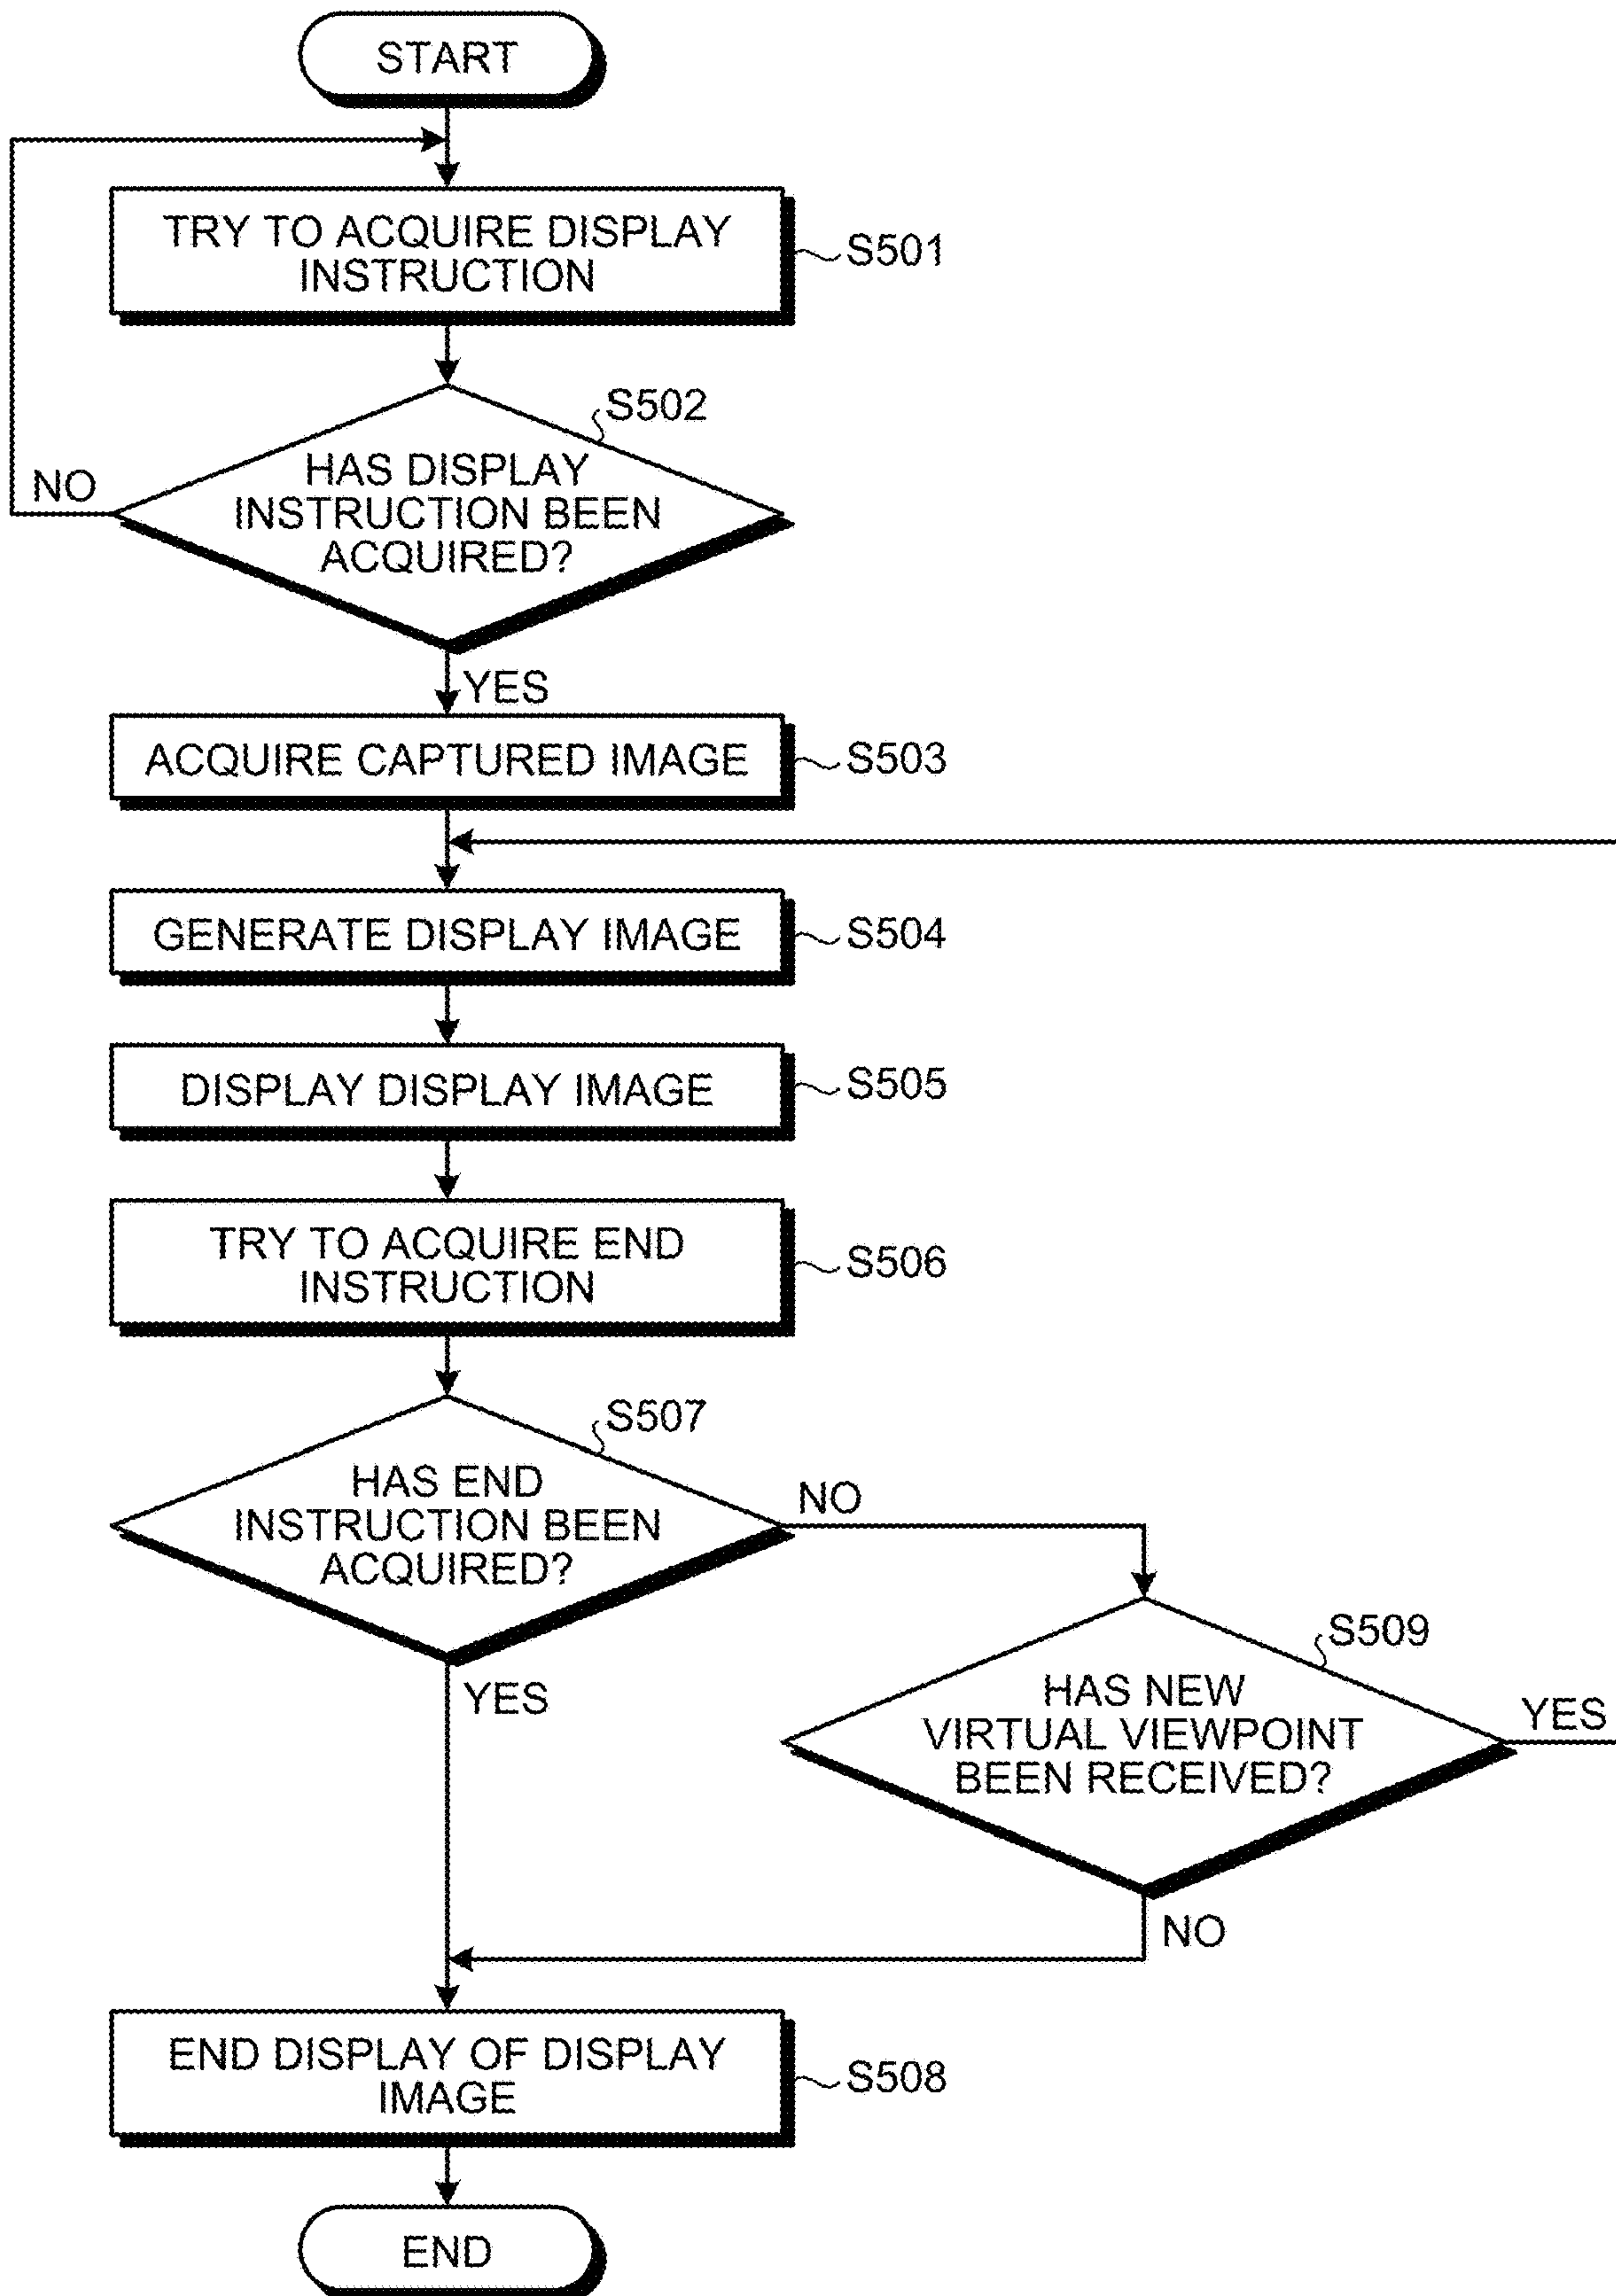 START
TRY TO ACQUIRE DISPLAY
INSTRUCTION
S501
S502
HAS DISPLAY
INSTRUCTION BEEN
ACQUIRED?
NO
YES
ACQUIRE CAPTURED IMAGE
S503
GENERATE DISPLAY IMAGE
S504
DISPLAY DISPLAY IMAGE
S505
TRY TO ACQUIRE END
INSTRUCTION
S506
S507
HAS END
INSTRUCTION BEEN
ACQUIRED?
NO
YES
S509
HAS NEW
VIRTUAL VIEWPOINT
BEEN RECEIVED?
YES
NO
END DISPLAY OF DISPLAY
IMAGE
S508
END